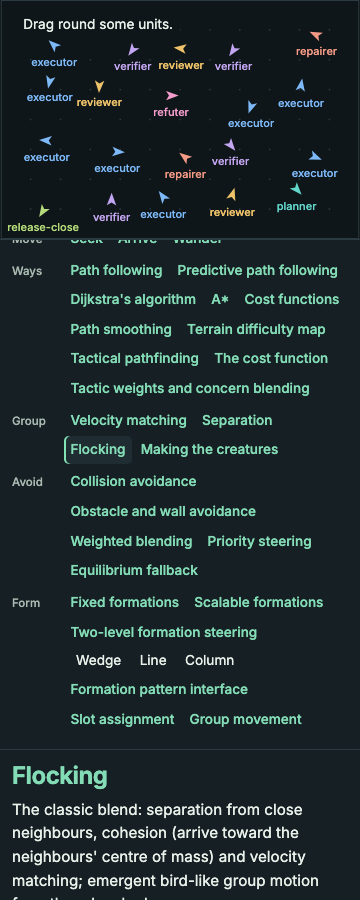 Drag round some units.
repairer
executor verifier reviewer verifier
executor reviewer refuter executor
executor
executor executor repairer verifier executor
release-close verifier executor reviewer planner
Move Seek Arrive Wander
Ways Path following Predictive path following
Dijkstra's algorithm A* Cost functions
Path smoothing Terrain difficulty map
Tactical pathfinding The cost function
Tactic weights and concern blending
Group Velocity matching Separation
Flocking Making the creatures
Avoid Collision avoidance
Obstacle and wall avoidance
Weighted blending Priority steering
Equilibrium fallback
Form Fixed formations Scalable formations
Two-level formation steering
Wedge Line Column
Formation pattern interface
Slot assignment Group movement
Flocking
The classic blend: separation from close
neighbours, cohesion (arrive toward the
neighbours' centre of mass) and velocity
matching; emergent bird-like group motion